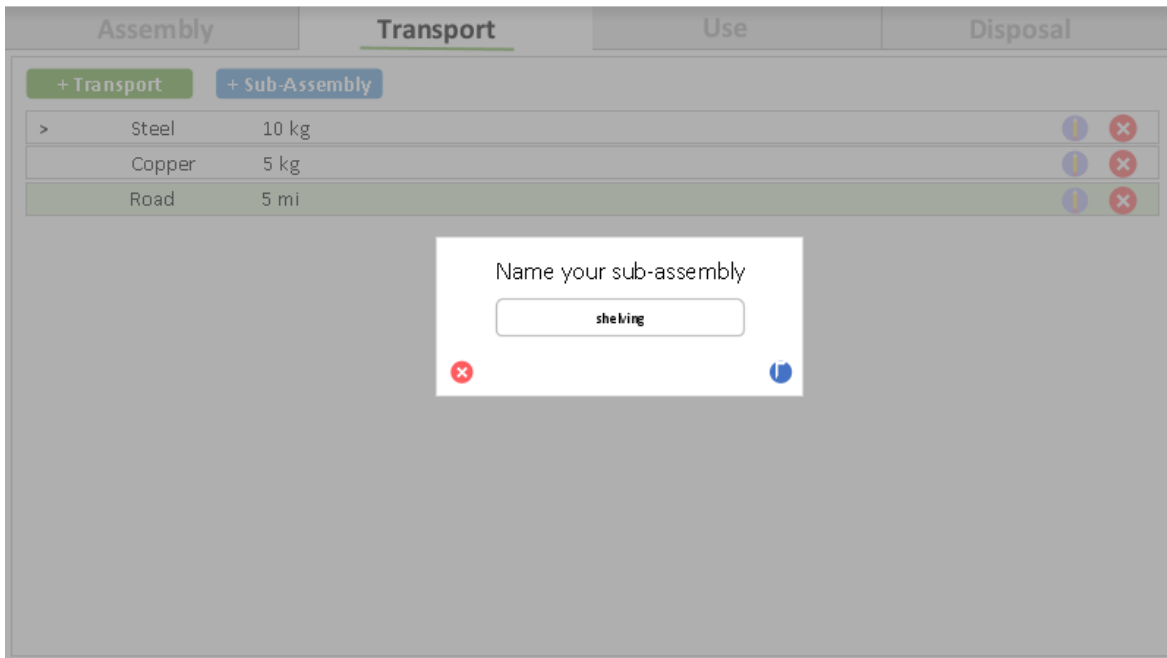 Assembly Transport Use Disposal
+ Transport + Sub-Assembly
> Steel 10 kg
Copper 5 kg
Road 5 mi
Name your sub-assembly
shelving